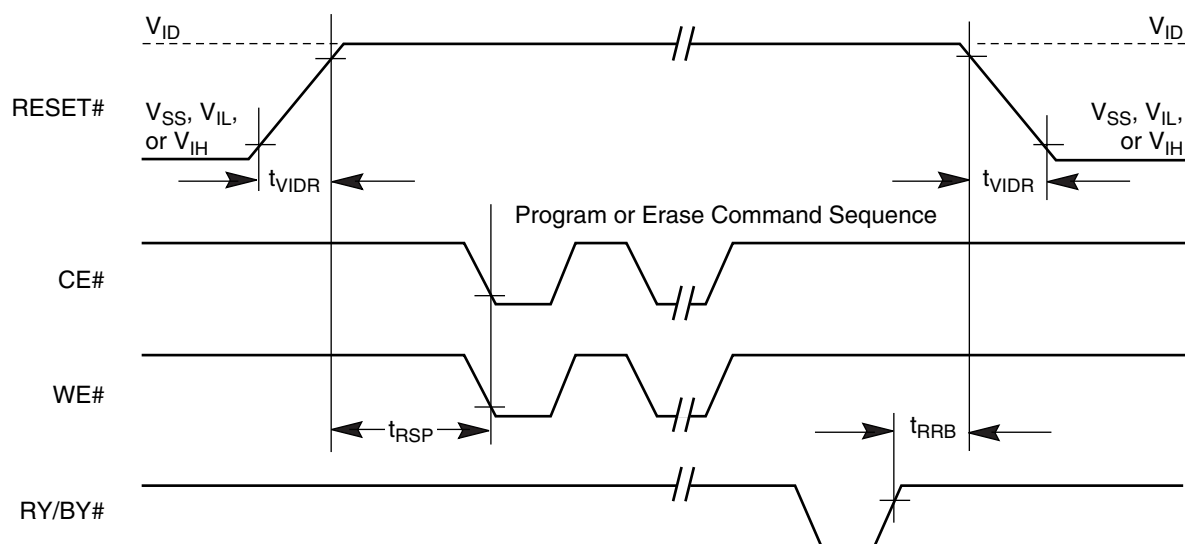 V_ID
V_ID
RESET#
V_SS, V_IL,
or V_IH
V_SS, V_IL,
or V_IH
t_VIDR
t_VIDR
Program or Erase Command Sequence
CE#
WE#
t_RSP
t_RRB
RY/BY#